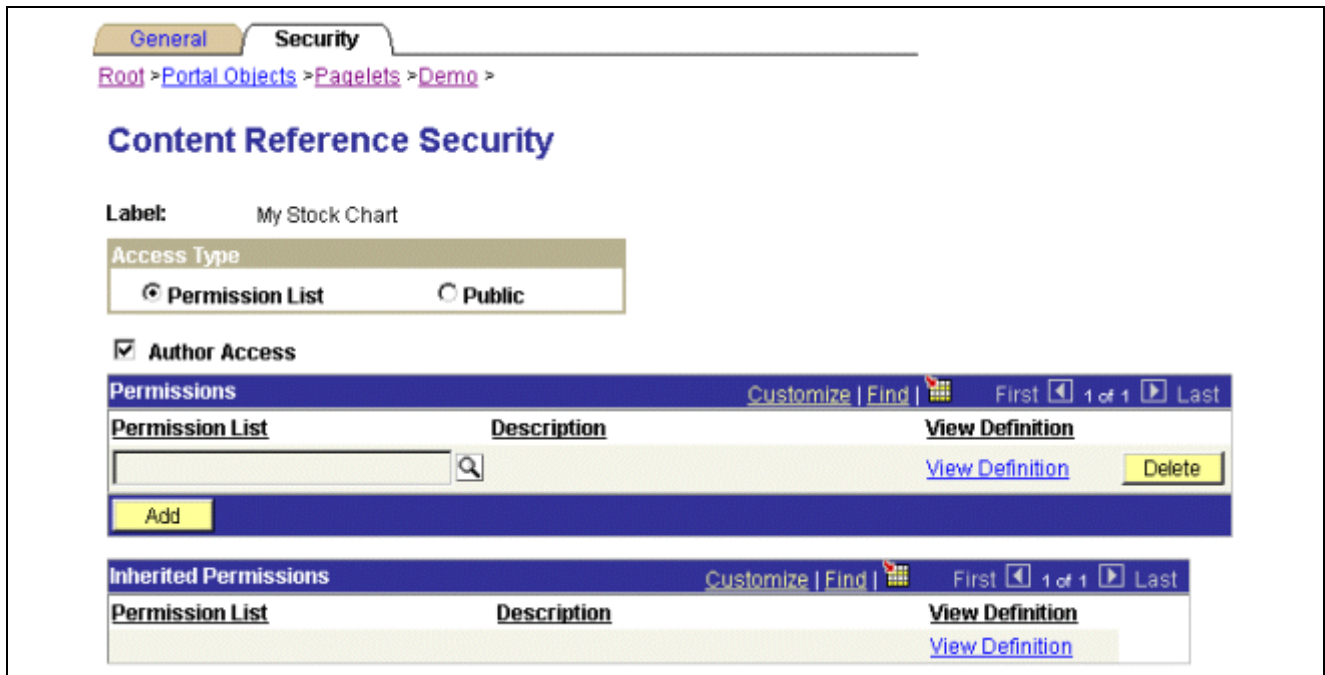 General Security
Root >Portal Objects >Pagelets >Demo >
Content Reference Security
Label: My Stock Chart
Access Type
Permission List Public
Author Access
Permissions Customize | Find | First 1 of 1 Last
Permission List Description View Definition
View Definition Delete
Add
Inherited Permissions Customize | Find | First 1 of 1 Last
Permission List Description View Definition
View Definition